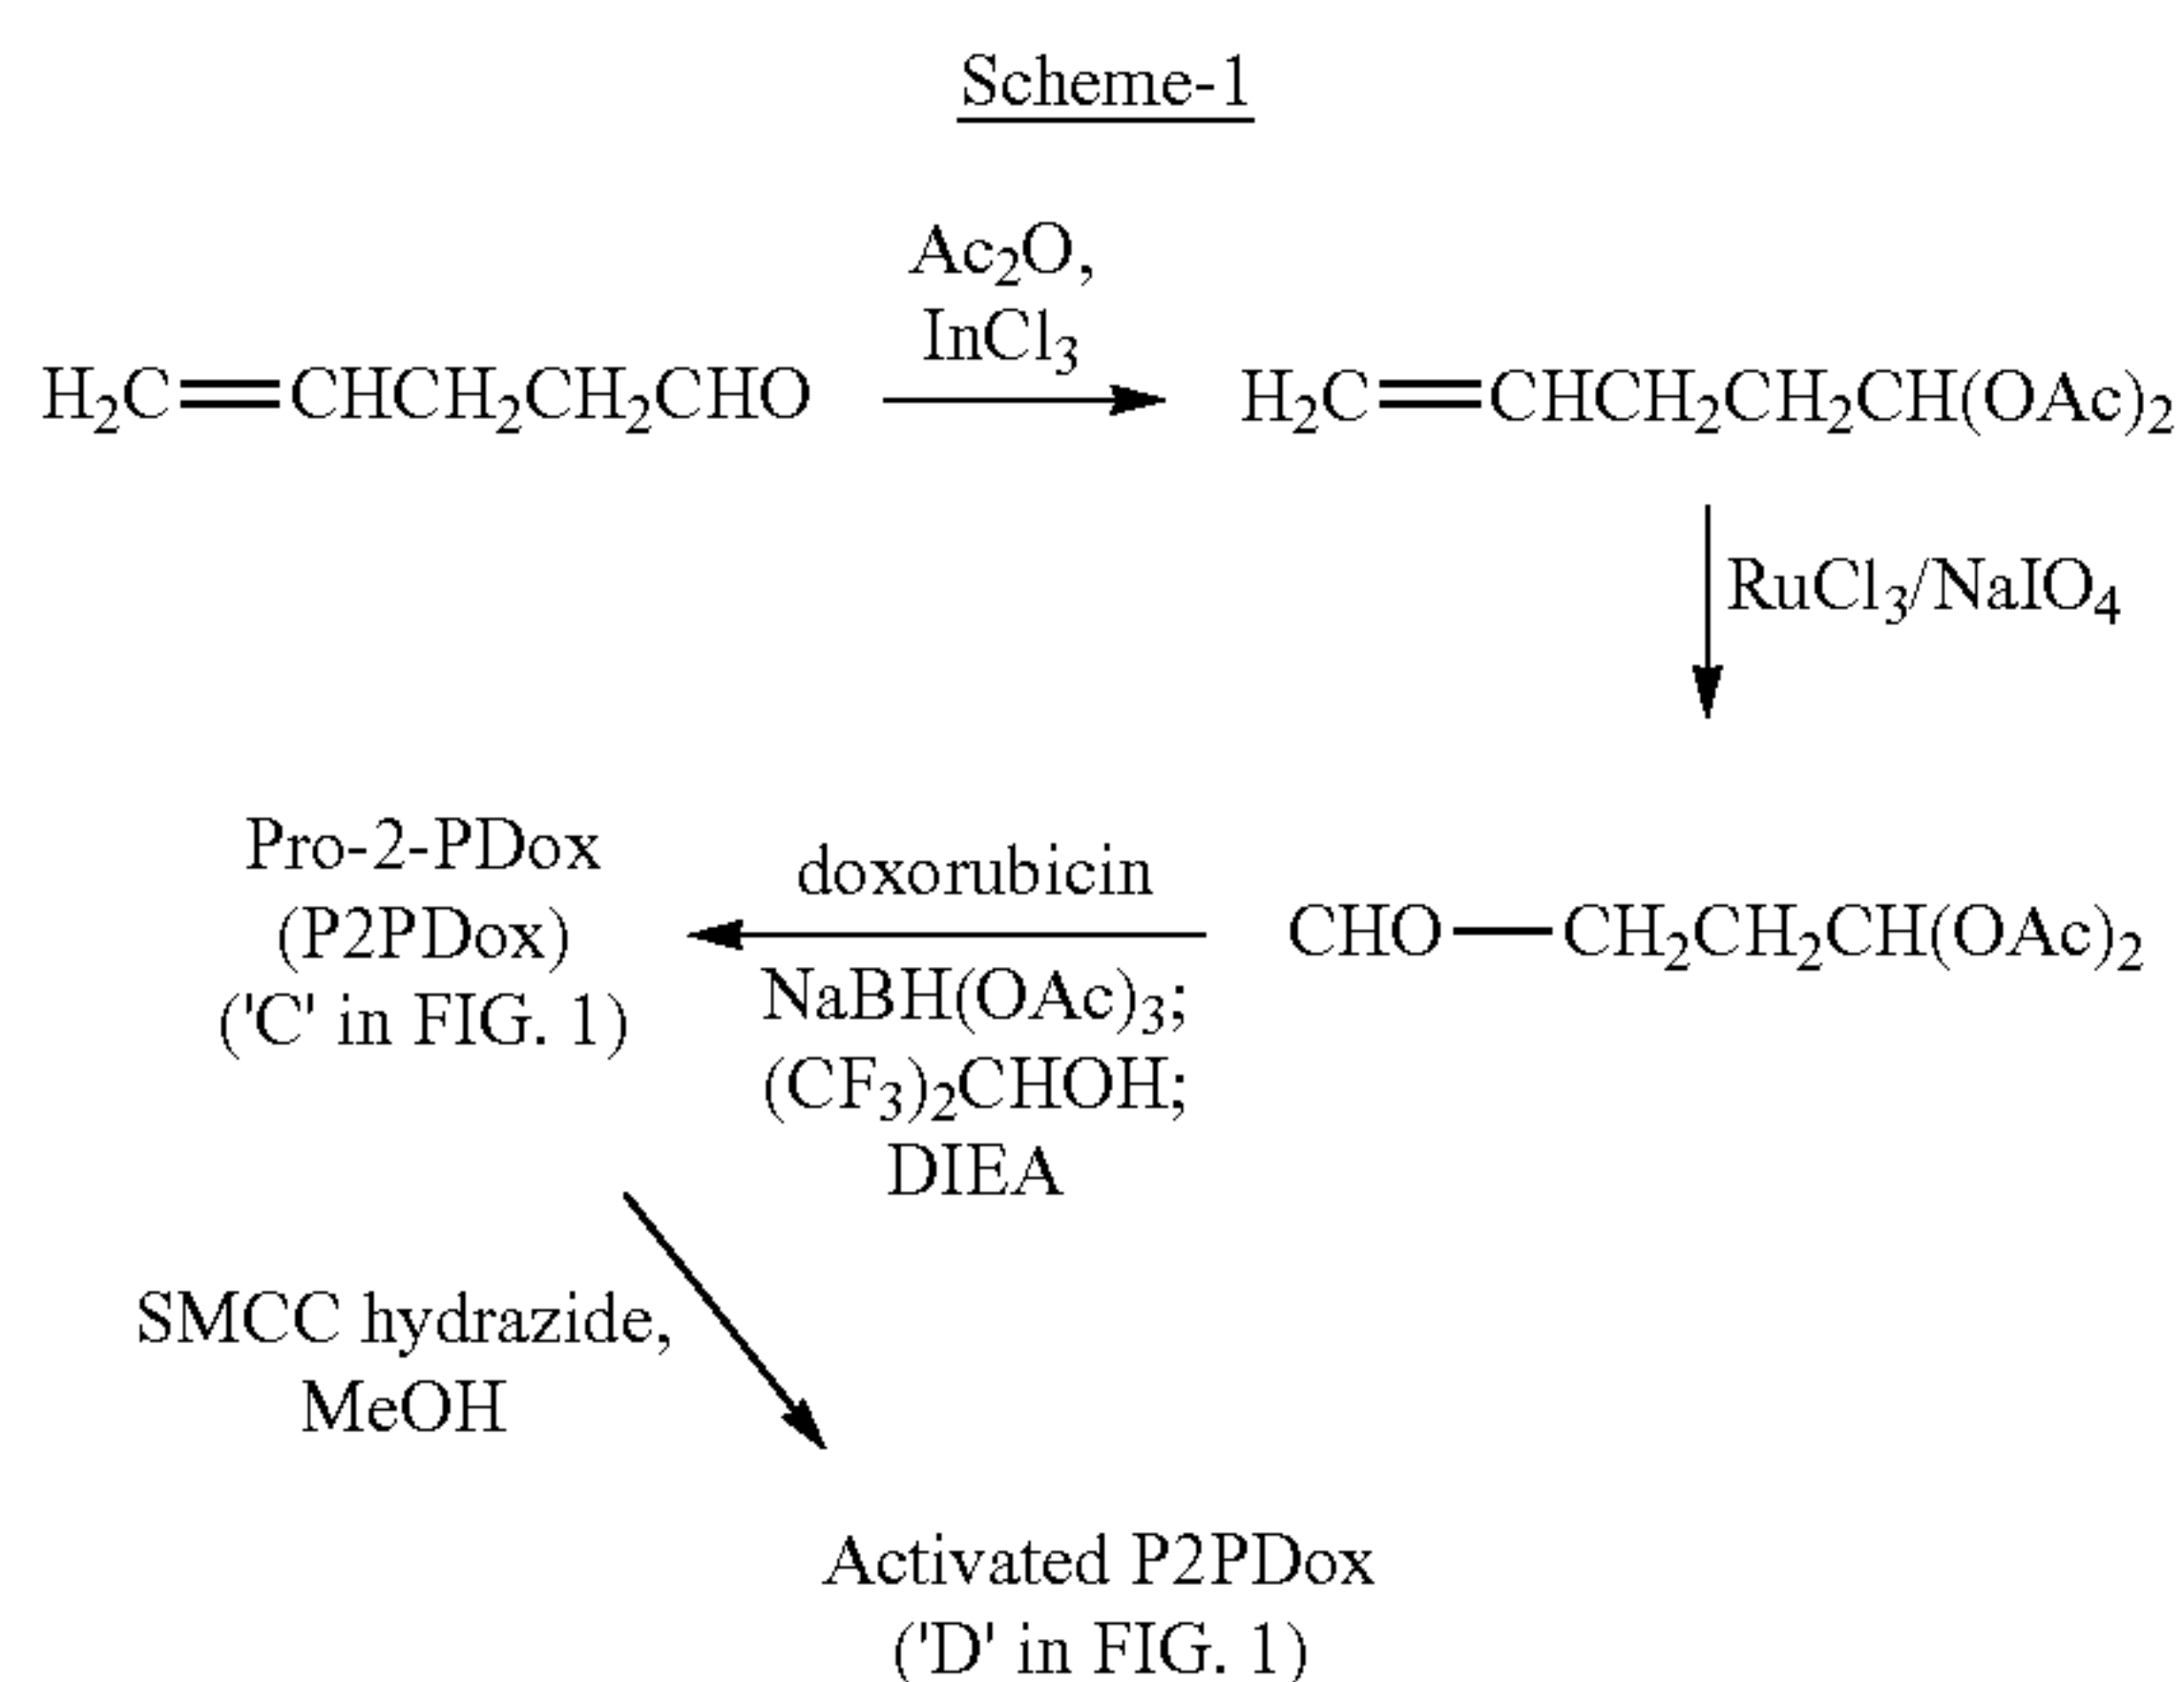 Scheme-1
Ac2O,
InCl3
H2C=CHCH2CH2CHO
H2C=CHCH2CH2CH(OAc)2
RuCl3/NaIO4
CHO—CH2CH2CH(OAc)2
doxorubicin
NaBH(OAc)3;
(CF3)2CHOH;
DIEA
Pro-2-PDox
(P2PDox)
('C' in FIG. 1)
SMCC hydrazide,
MeOH
Activated P2PDox
('D' in FIG. 1)